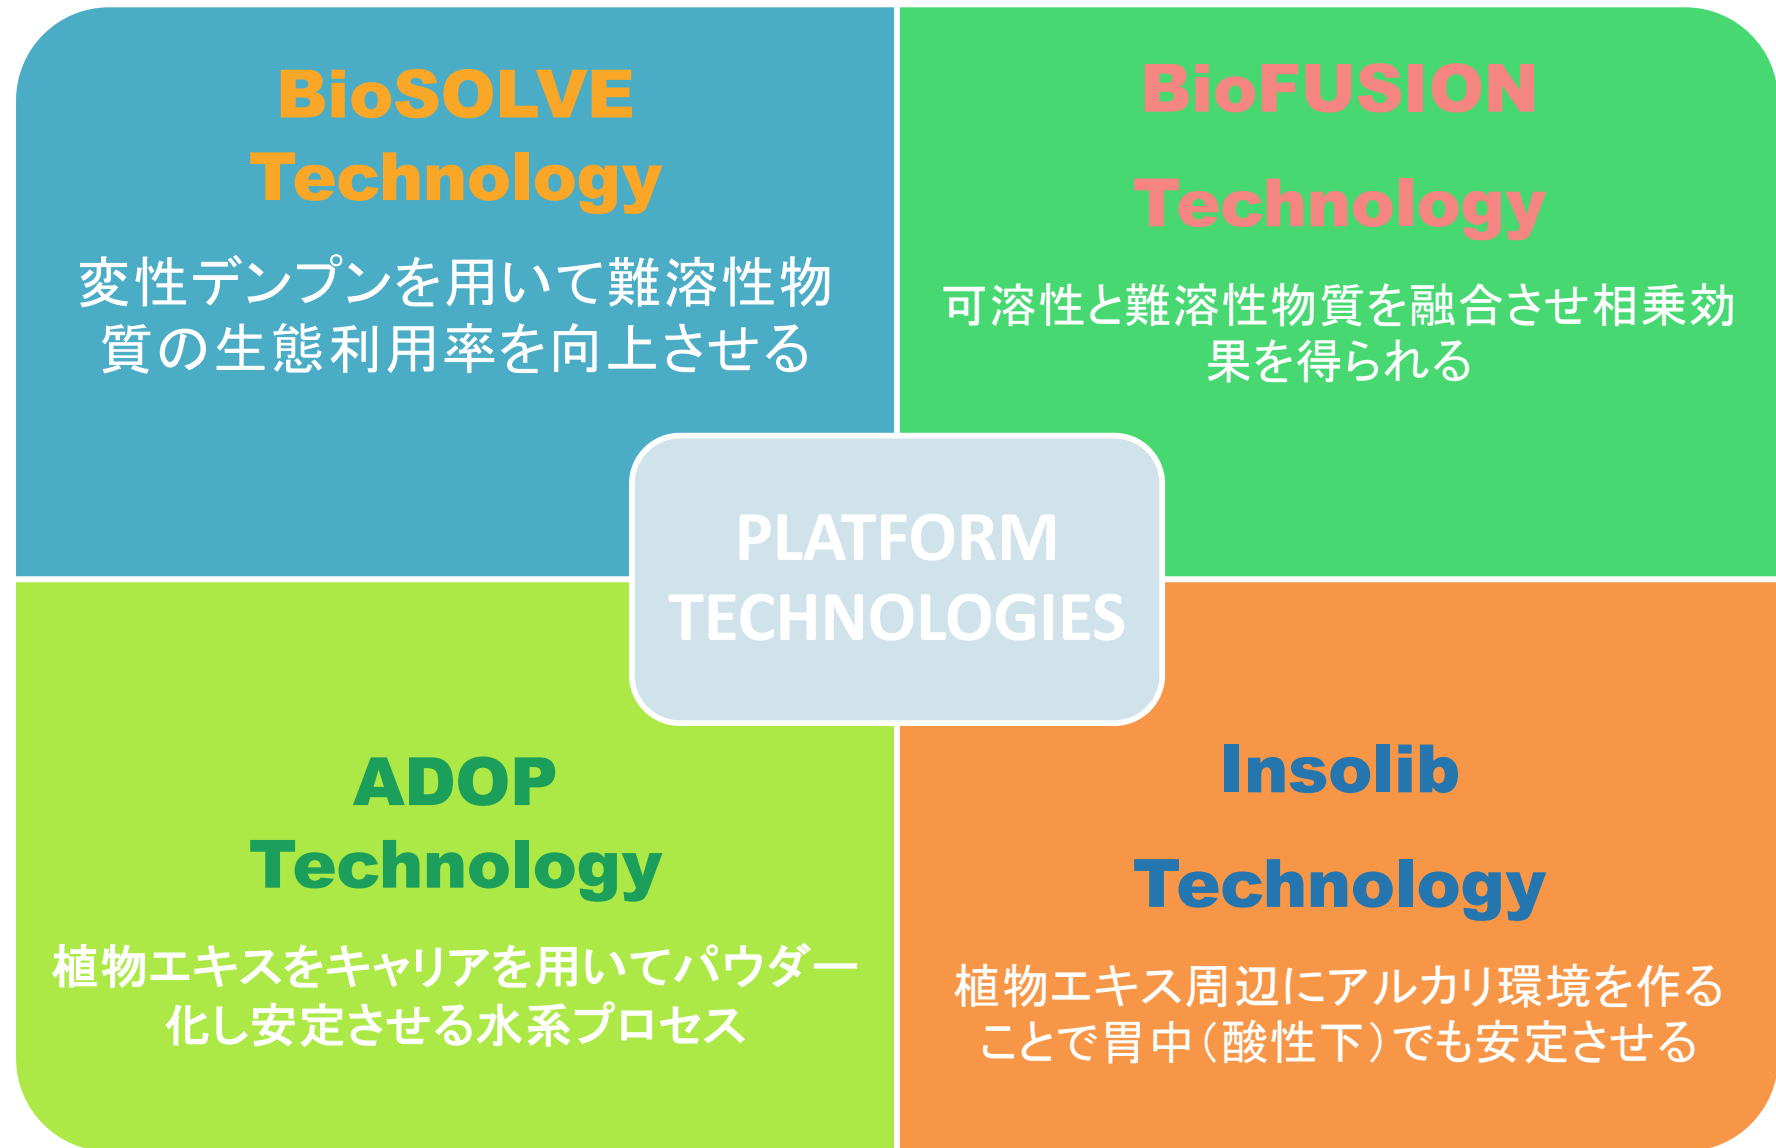 BioSOLVE
Technology
変性デンプンを用いて難溶性物
質の生態利用率を向上させる
BioFUSION
Technology
可溶性と難溶性物質を融合させ相乗効
果を得られる
PLATFORM
TECHNOLOGIES
ADOP
Technology
植物エキスをキャリアを用いてパウダー
化し安定させる水系プロセス
Insolib
Technology
植物エキス周辺にアルカリ環境を作る
ことで胃中（酸性下）でも安定させる